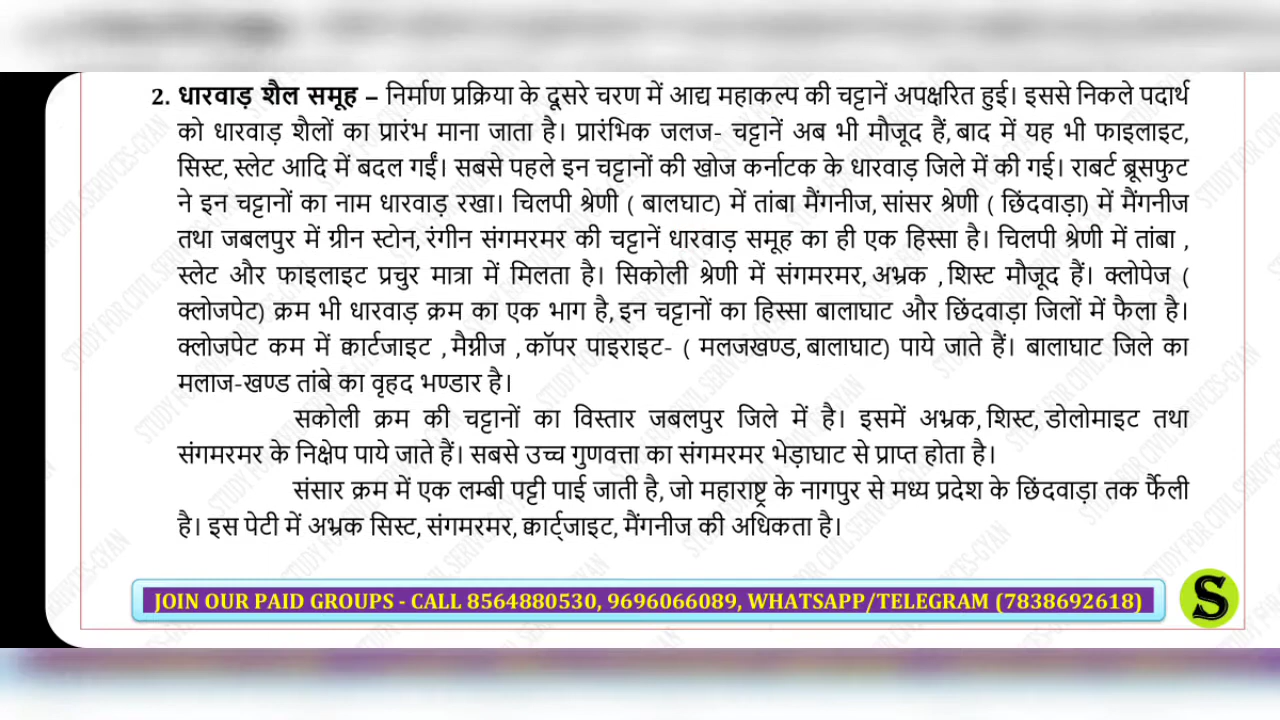 2. धारवाड़ शैल समूह – निर्माण प्रक्रिया के दूसरे चरण में आद्य महाकल्प की चट्टानें अपक्षरित हुई। इससे निकले पदार्थ
को धारवाड़ शैलों का प्रारंभ माना जाता है। प्रारंभिक जलज- चट्टानें अब भी मौजूद हैं, बाद में यह भी फाइलाइट,
सिस्ट, स्लेट आदि में बदल गईं। सबसे पहले इन चट्टानों की खोज कर्नाटक के धारवाड़ जिले में की गई। राबर्ट ब्रूसफुट
ने इन चट्टानों का नाम धारवाड़ रखा। चिलपी श्रेणी ( बालघाट) में तांबा मैंगनीज, सांसर श्रेणी ( छिंदवाड़ा) में मैंगनीज
तथा जबलपुर में ग्रीन स्टोन, रंगीन संगमरमर की चट्टानें धारवाड़ समूह का ही एक हिस्सा है। चिलपी श्रेणी में तांबा ,
स्लेट और फाइलाइट प्रचुर मात्रा में मिलता है। सिकोली श्रेणी में संगमरमर, अभ्रक , शिस्ट मौजूद हैं। क्लोपेज (
क्लोजपेट) क्रम भी धारवाड़ क्रम का एक भाग है, इन चट्टानों का हिस्सा बालाघाट और छिंदवाड़ा जिलों में फैला है।
क्लोजपेट कम में क्वार्टजाइट , मैग्नीज , कॉपर पाइराइट- ( मलजखण्ड, बालाघाट) पाये जाते हैं। बालाघाट जिले का
मलाज-खण्ड तांबे का वृहद भण्डार है।
सकोली क्रम की चट्टानों का विस्तार जबलपुर जिले में है। इसमें अभ्रक, शिस्ट, डोलोमाइट तथा
संगमरमर के निक्षेप पाये जाते हैं। सबसे उच्च गुणवत्ता का संगमरमर भेड़ाघाट से प्राप्त होता है।
संसार क्रम में एक लम्बी पट्टी पाई जाती है, जो महाराष्ट्र के नागपुर से मध्य प्रदेश के छिंदवाड़ा तक फैंली
है। इस पेटी में अभ्रक सिस्ट, संगमरमर, क्वार्ट्जाइट, मैंगनीज की अधिकता है।
JOIN OUR PAID GROUPS - CALL 8564880530, 9696066089, WHATSAPP/TELEGRAM (7838692618)
S